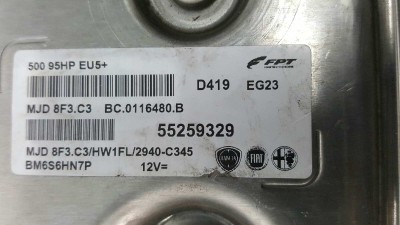 500 95HP EU5+
FPT
D419 EG23
MJD 8F3.C3 BC.0116480.B
55259329
MJD 8F3.C3/HW1FL/2940-C345
BM6S6HN7P 12V=
FIAT